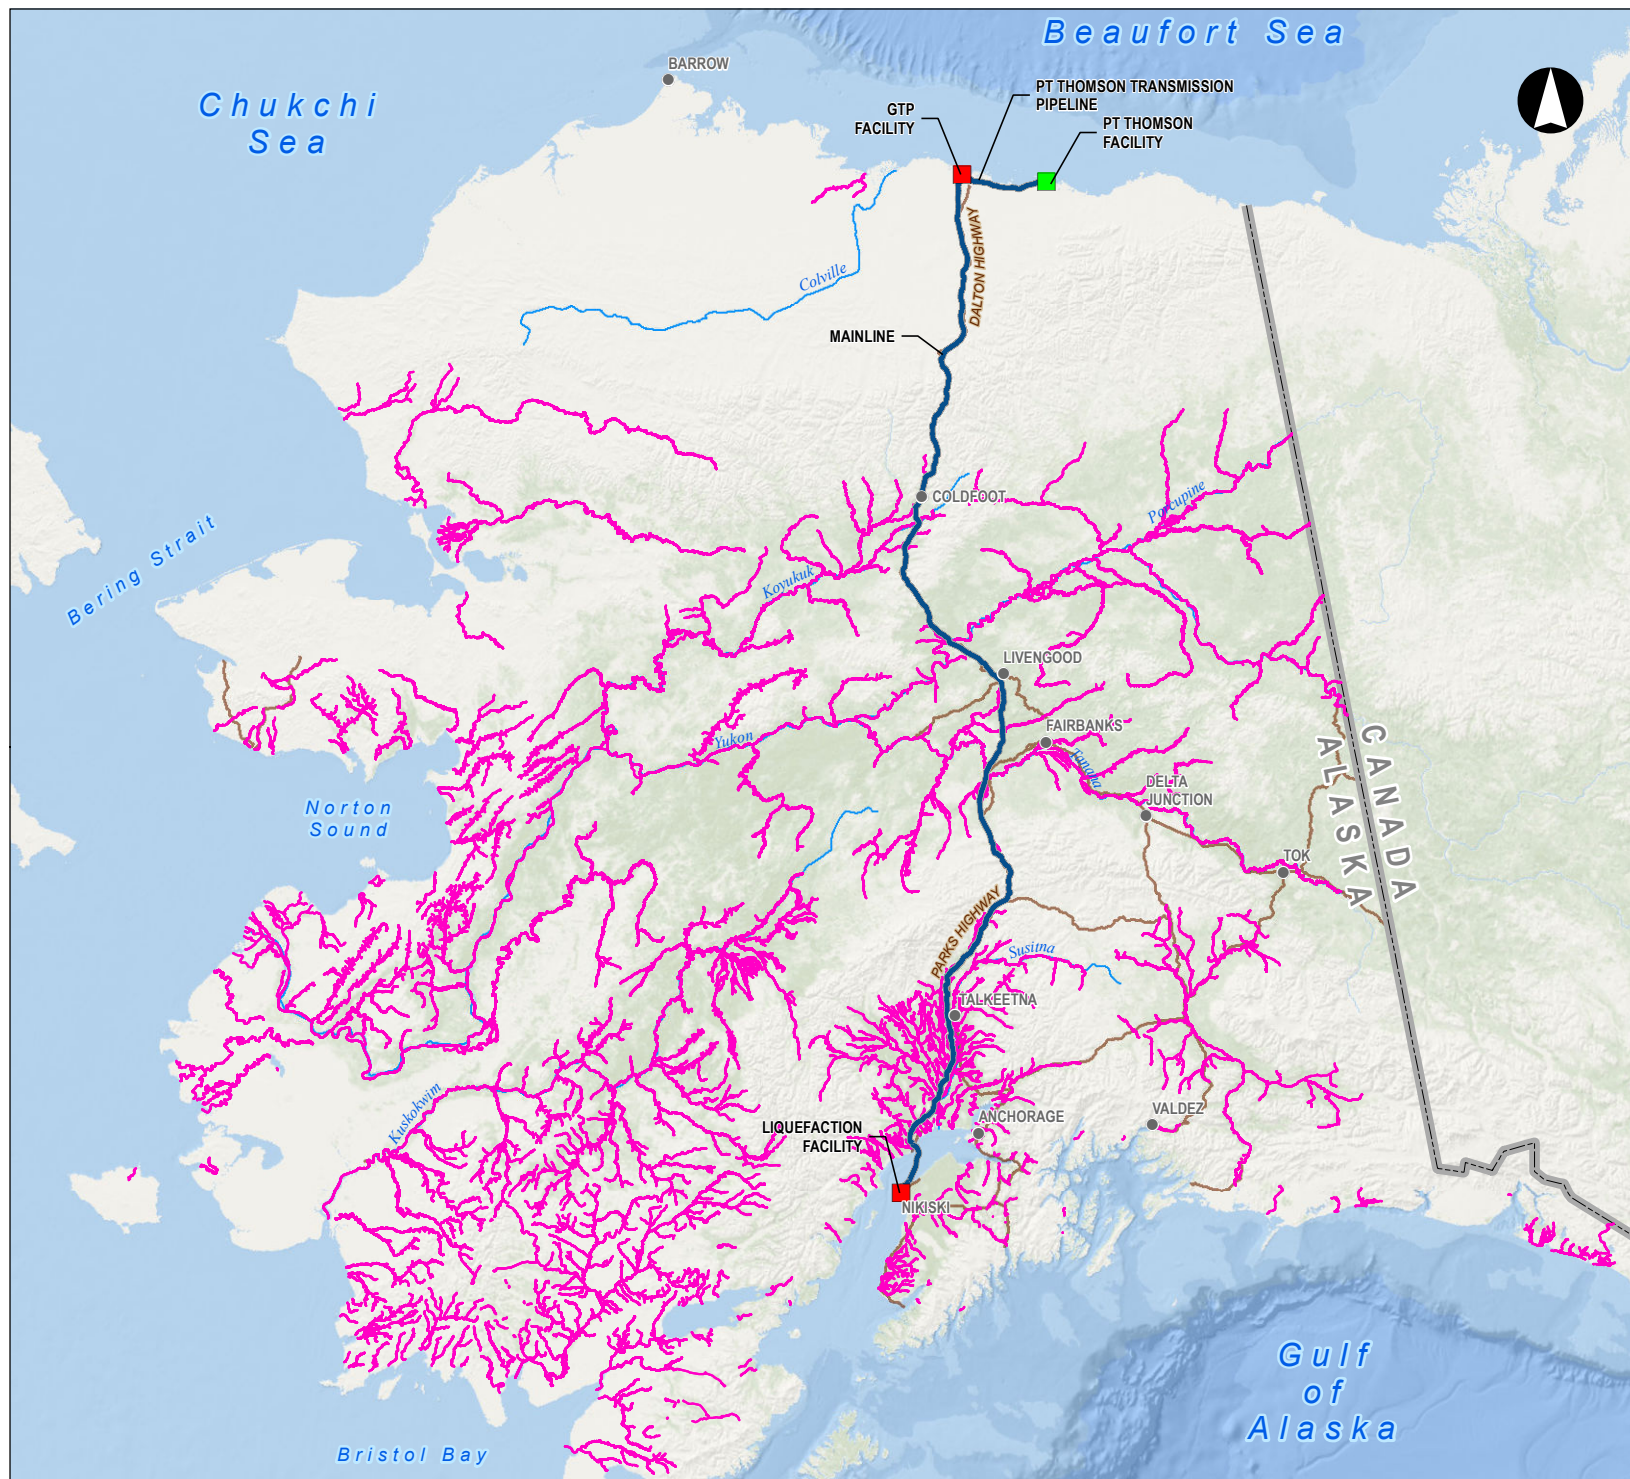 Beaufort Sea
BARROW
Chukchi
Sea
PT THOMSON TRANSMISSION
PIPELINE
GTP
FACILITY
PT THOMSON
FACILITY
DALTON HIGHWAY
Colville
MAINLINE
COLDFOOT
Porcupine
Bering Strait
Koyukuk
LIVENGOOD
FAIRBANKS
Yukon
Tanana
CANADA
ALASKA
DELTA
JUNCTION
Norton
Sound
TOK
PARKS HIGHWAY
Susitna
TALKEETNA
Kuskokwim
ANCHORAGE
VALDEZ
LIQUEFACTION
FACILITY
NIKISKI
Gulf
of
Alaska
Bristol Bay